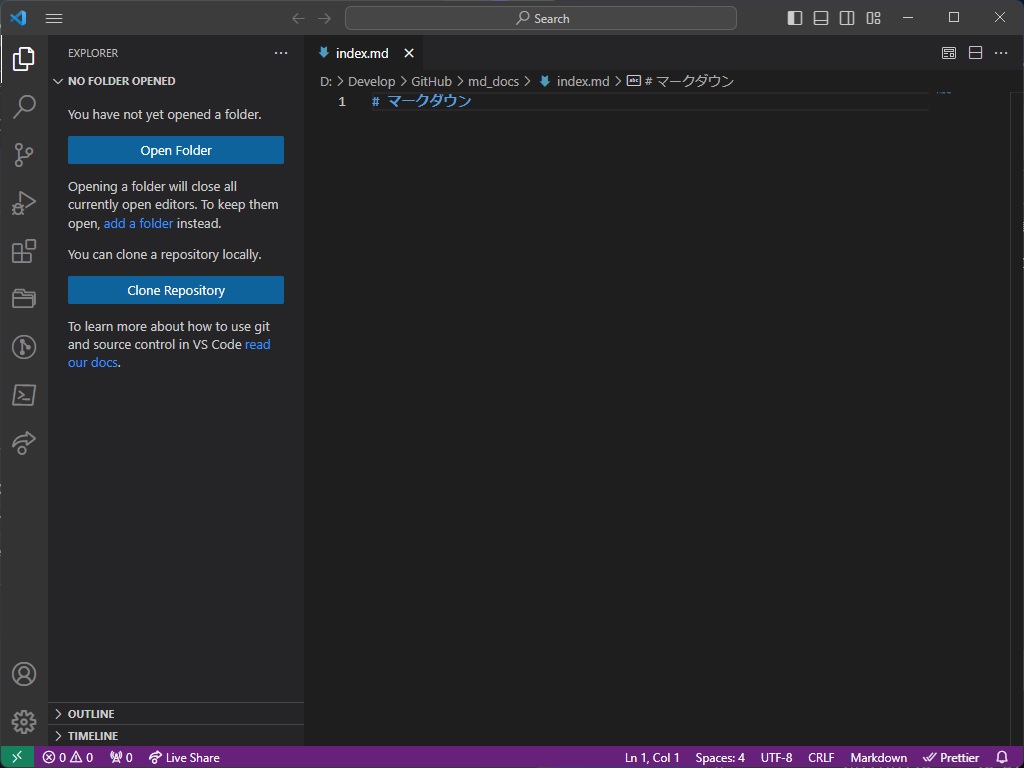 Search
EXPLORER
NO FOLDER OPENED
You have not yet opened a folder.
Open Folder
Opening a folder will close all
currently open editors. To keep them
open, add a folder instead.
You can clone a repository locally.
Clone Repository
To learn more about how to use git
and source control in VS Code read
our docs.
OUTLINE
TIMELINE
index.md
D: > Develop > GitHub > md_docs > index.md > abc # マークダウン
1 # マークダウン
0 0 0 Live Share Ln 1, Col 1 Spaces: 4 UTF-8 CRLF Markdown Prettier